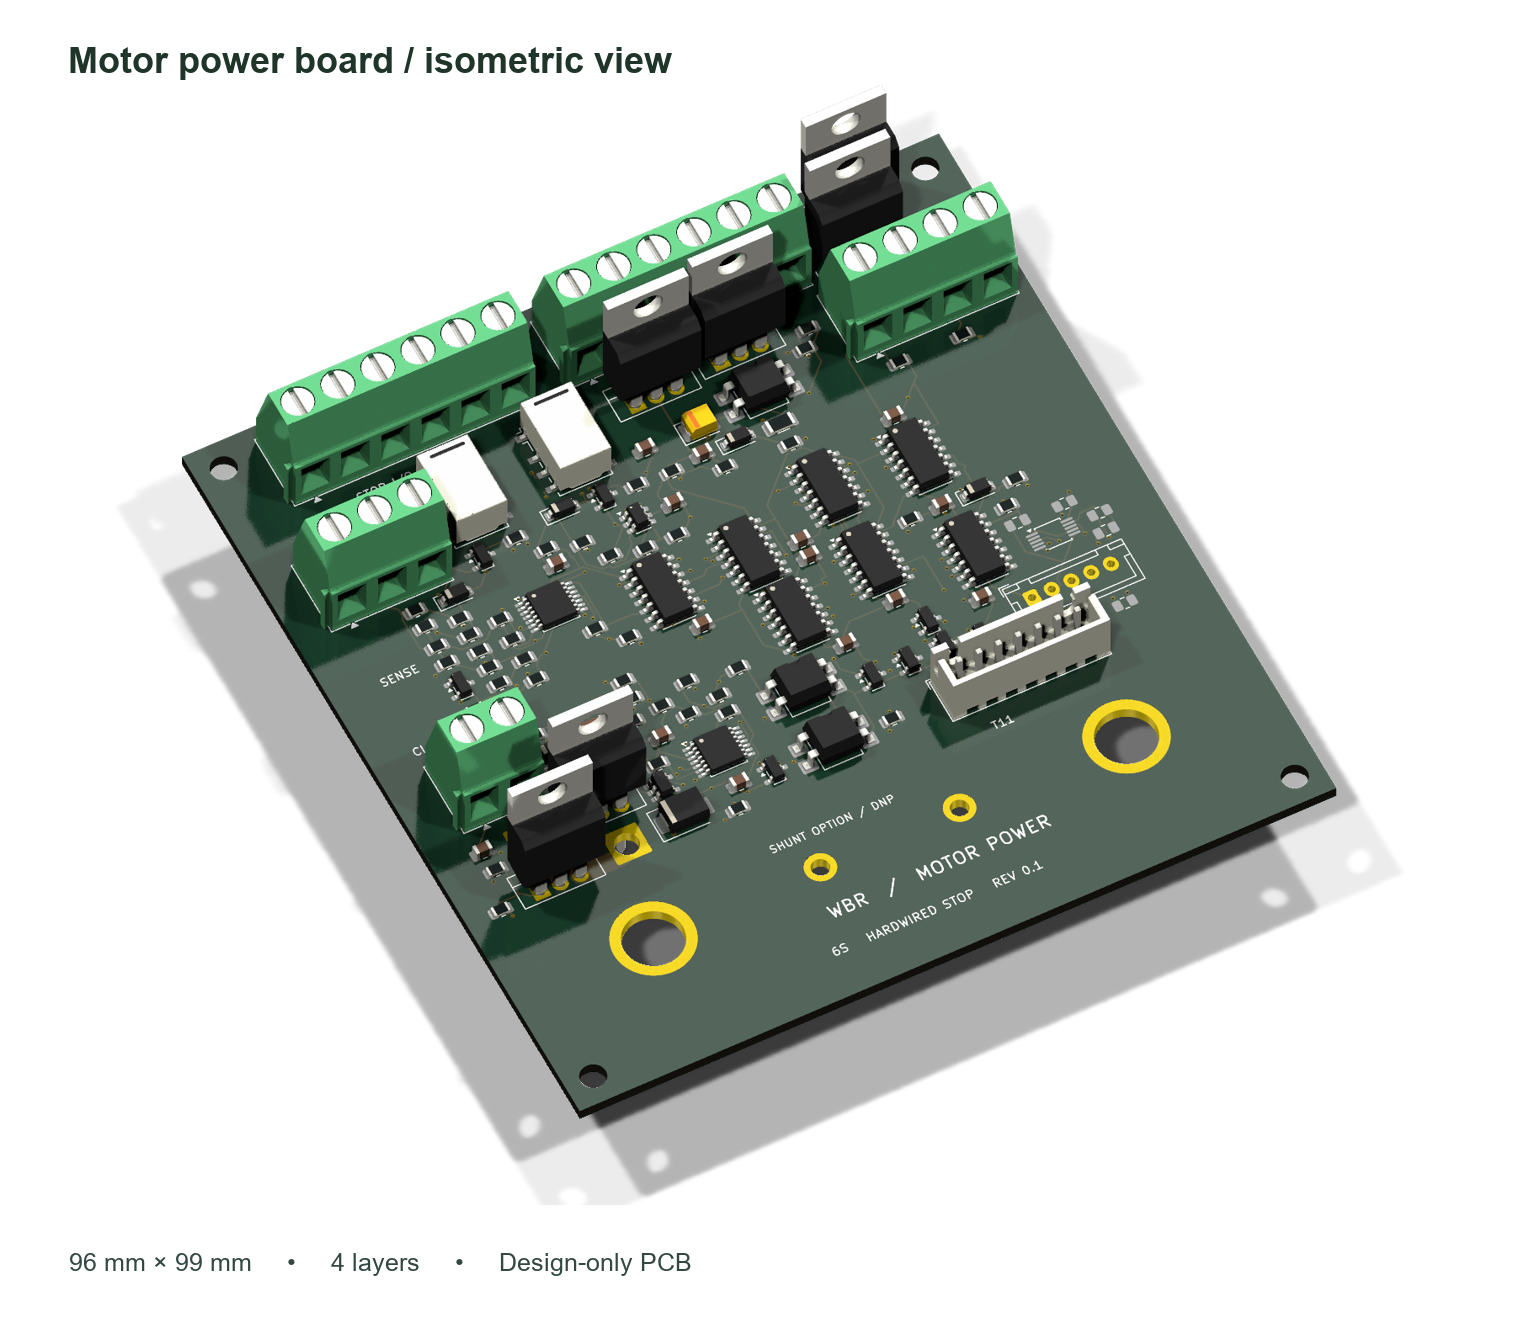 Motor power board / isometric view
SENSE
T11
SHUNT OPTION / DNP
WBR / MOTOR POWER
6S HARDWIRED STOP REV 0.1
96 mm × 99 mm • 4 layers • Design-only PCB